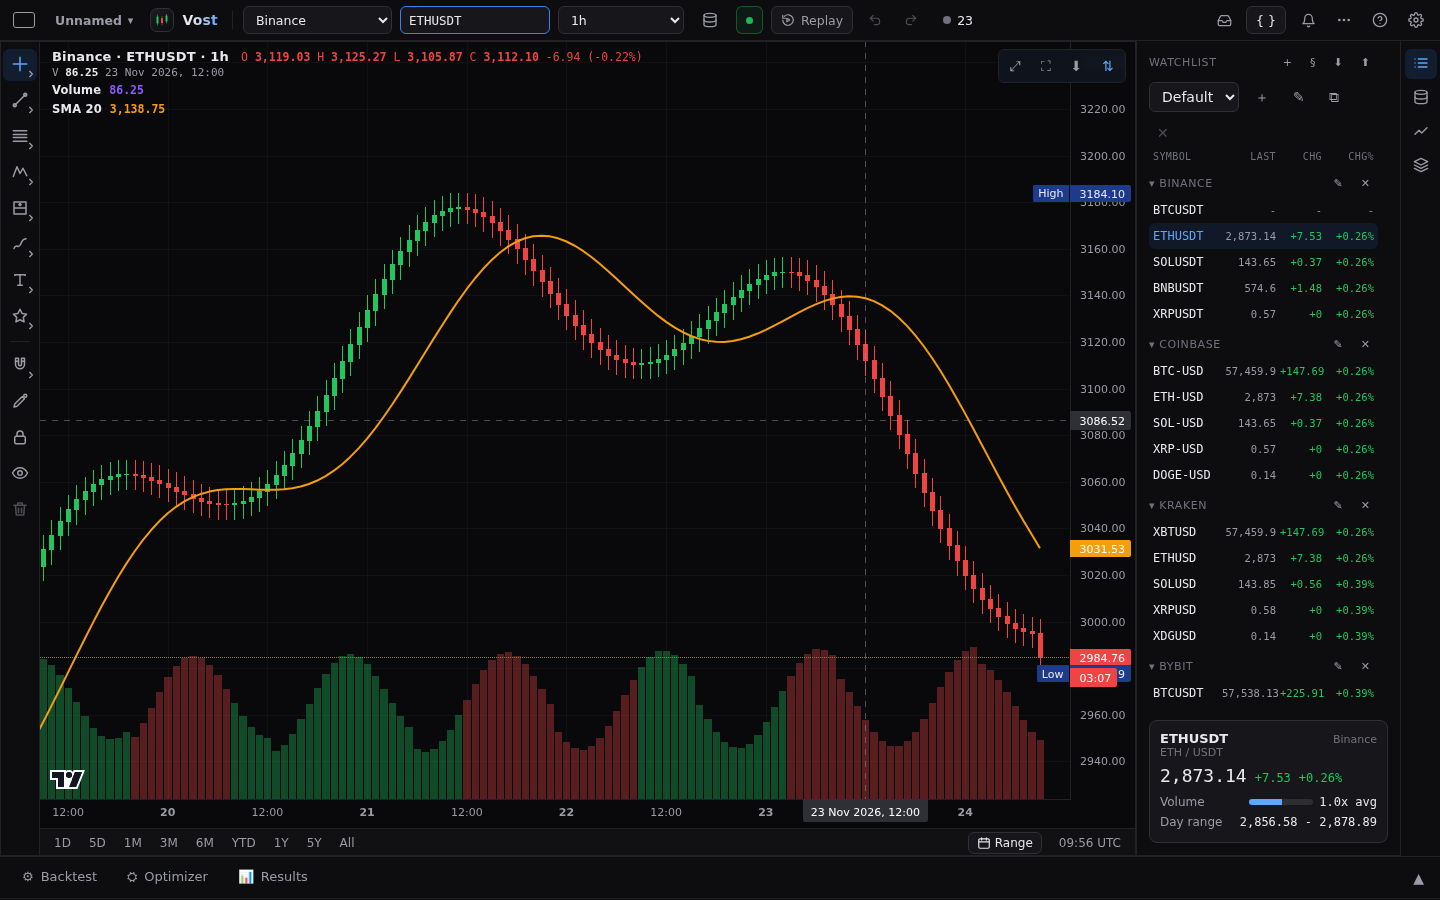 Unnamed ▾ Vost Binance ETHUSDT 1h Replay 23 { }
Binance · ETHUSDT · 1h O 3,119.03 H 3,125.27 L 3,105.87 C 3,112.10 -6.94 (-0.22%)
V 86.25 23 Nov 2026, 12:00
Volume 86.25
SMA 20 3,138.75
3220.00
3200.00
High 3184.10
3180.00
3160.00
3140.00
3120.00
3100.00
3086.52
3080.00
3060.00
3040.00
3031.53
3020.00
3000.00
2984.76
Low 03:07 9
2960.00
2940.00
12:00 20 12:00 21 12:00 22 12:00 23 23 Nov 2026, 12:00 24
1D 5D 1M 3M 6M YTD 1Y 5Y All Range 09:56 UTC
Backtest Optimizer Results
WATCHLIST + § ⬇ ⬆
Default + ✎ ⧉
✕
SYMBOL LAST CHG CHG%
▾ BINANCE ✎ ✕
BTCUSDT - - -
ETHUSDT 2,873.14 +7.53 +0.26%
SOLUSDT 143.65 +0.37 +0.26%
BNBUSDT 574.6 +1.48 +0.26%
XRPUSDT 0.57 +0 +0.26%
▾ COINBASE ✎ ✕
BTC-USD 57,459.9 +147.69 +0.26%
ETH-USD 2,873 +7.38 +0.26%
SOL-USD 143.65 +0.37 +0.26%
XRP-USD 0.57 +0 +0.26%
DOGE-USD 0.14 +0 +0.26%
▾ KRAKEN ✎ ✕
XBTUSD 57,459.9 +147.69 +0.26%
ETHUSD 2,873 +7.38 +0.26%
SOLUSD 143.85 +0.56 +0.39%
XRPUSD 0.58 +0 +0.39%
XDGUSD 0.14 +0 +0.39%
▾ BYBIT ✎ ✕
BTCUSDT 57,538.13 +225.91 +0.39%
ETHUSDT Binance
ETH / USDT
2,873.14 +7.53 +0.26%
Volume 1.0x avg
Day range 2,856.58 - 2,878.89